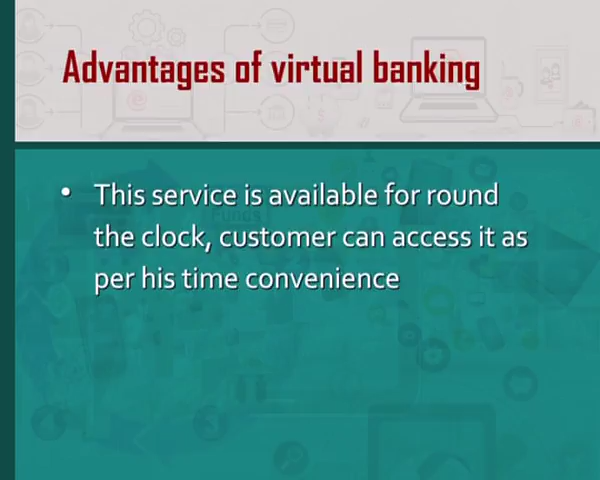 Advantages of virtual banking
• This service is available for round
the clock, customer can access it as
per his time convenience